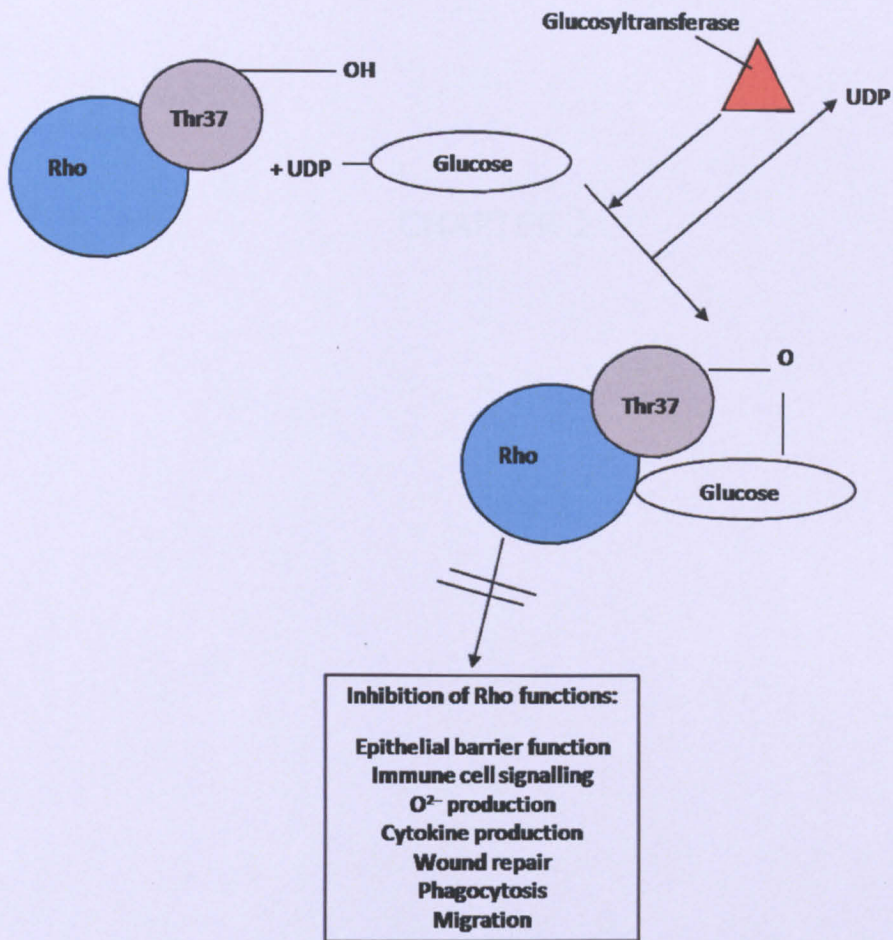 Glucosyltransferase
OH
UDP
Thr37
Rho
+ UDP
Glucose
O
Thr37
Rho
Glucose
Inhibition of Rho functions:
Epithelial barrier function
Immune cell signalling
O²⁻ production
Cytokine production
Wound repair
Phagocytosis
Migration